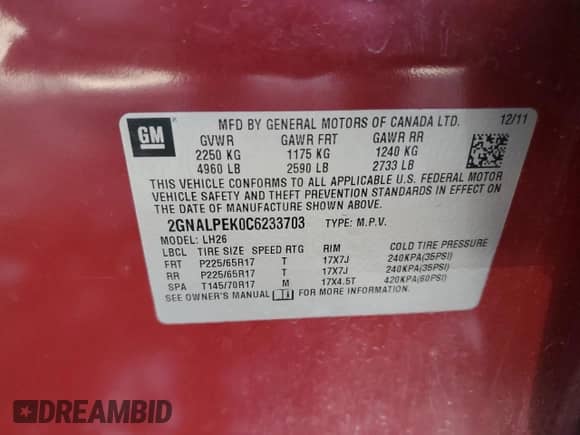 GM
MFD BY GENERAL MOTORS OF CANADA LTD. 12/11
GVWR GAWR FRT GAWR RR
2250 KG 1175 KG 1240 KG
4960 LB 2590 LB 2733 LB
THIS VEHICLE CONFORMS TO ALL APPLICABLE U.S. FEDERAL MOTOR
VEHICLE SAFETY AND THEFT PREVENTION STANDARDS IN EFFECT ON
THE DATE OF MANUFACTURE SHOWN ABOVE.
2GNALPEK0C6233703 TYPE: M.P.V.
MODEL: LH26
LBCL TIRE SIZE SPEED RTG RIM COLD TIRE PRESSURE
FRT P225/65R17 T 17X7J 240KPA(35PSI)
RR P225/65R17 T 17X7J 240KPA(35PSI)
SPA T145/70R17 M 17X4.5T 420KPA(60PSI)
SEE OWNER'S MANUAL i FOR MORE INFORMATION.
DREAMBID